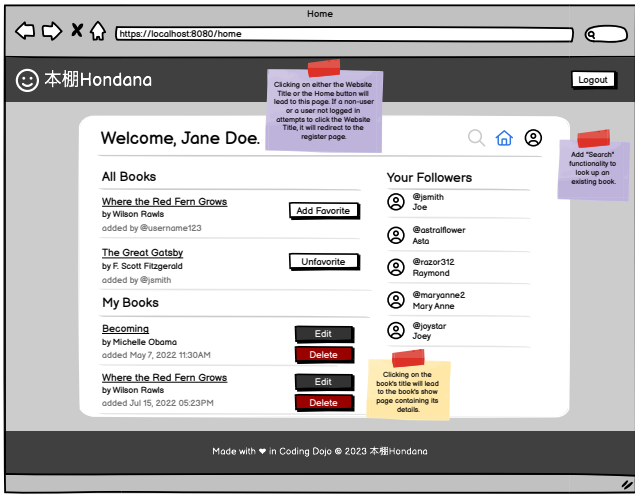 Home
https://localhost:8080/home
本棚Hondana
Logout
Clicking on either the Website
Title or the Home button will
lead to this page. If a non-user
or a user not logged in
attempts to click the Website
Title, it will redirect to the
register page.
Welcome, Jane Doe.
Add "Search"
functionality to
look up an
existing book.
All Books
Where the Red Fern Grows
by Wilson Rawls
added by @username123
Add Favorite
The Great Gatsby
by F. Scott Fitzgerald
added by @jsmith
Unfavorite
My Books
Becoming
by Michelle Obama
added May 7, 2022 11:30AM
Edit
Delete
Where the Red Fern Grows
by Wilson Rawls
added Jul 15, 2022 05:23PM
Edit
Delete
Your Followers
@jsmith
Joe
@astralflower
Asta
@razor312
Raymond
@maryanne2
Mary Anne
@joystar
Joey
Clicking on the
book's title will lead
to the book's show
page containing its
details.
Made with ❤ in Coding Dojo © 2023 本棚Hondana